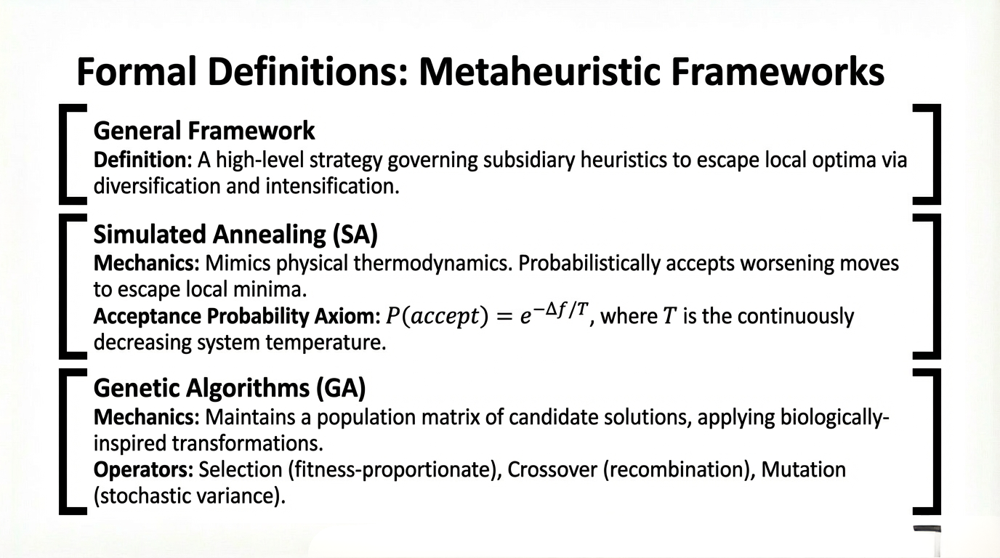 Formal Definitions: Metaheuristic Frameworks
General Framework
Definition: A high-level strategy governing subsidiary heuristics to escape local optima via
diversification and intensification.
Simulated Annealing (SA)
Mechanics: Mimics physical thermodynamics. Probabilistically accepts worsening moves
to escape local minima.
Acceptance Probability Axiom: P(accept) = e^{−Δf/T}, where T is the continuously
decreasing system temperature.
Genetic Algorithms (GA)
Mechanics: Maintains a population matrix of candidate solutions, applying biologically-
inspired transformations.
Operators: Selection (fitness-proportionate), Crossover (recombination), Mutation
(stochastic variance).